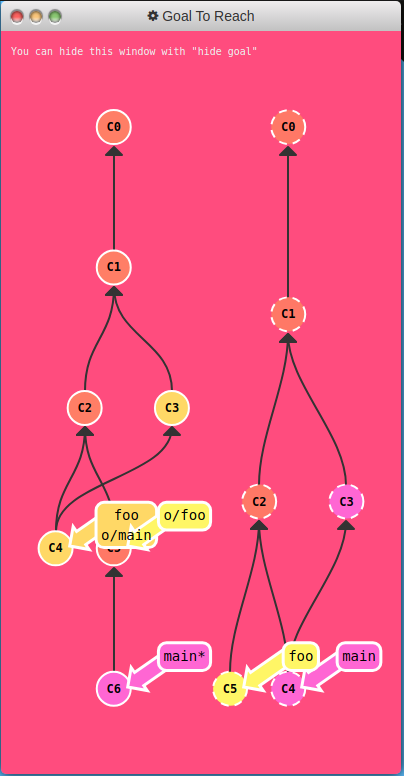 Goal To Reach
You can hide this window with "hide goal"
C0
C0
C1
C1
C2
C3
C2
C3
foo
o/main
o/foo
C4
C6
main*
foo
main
C5
C4